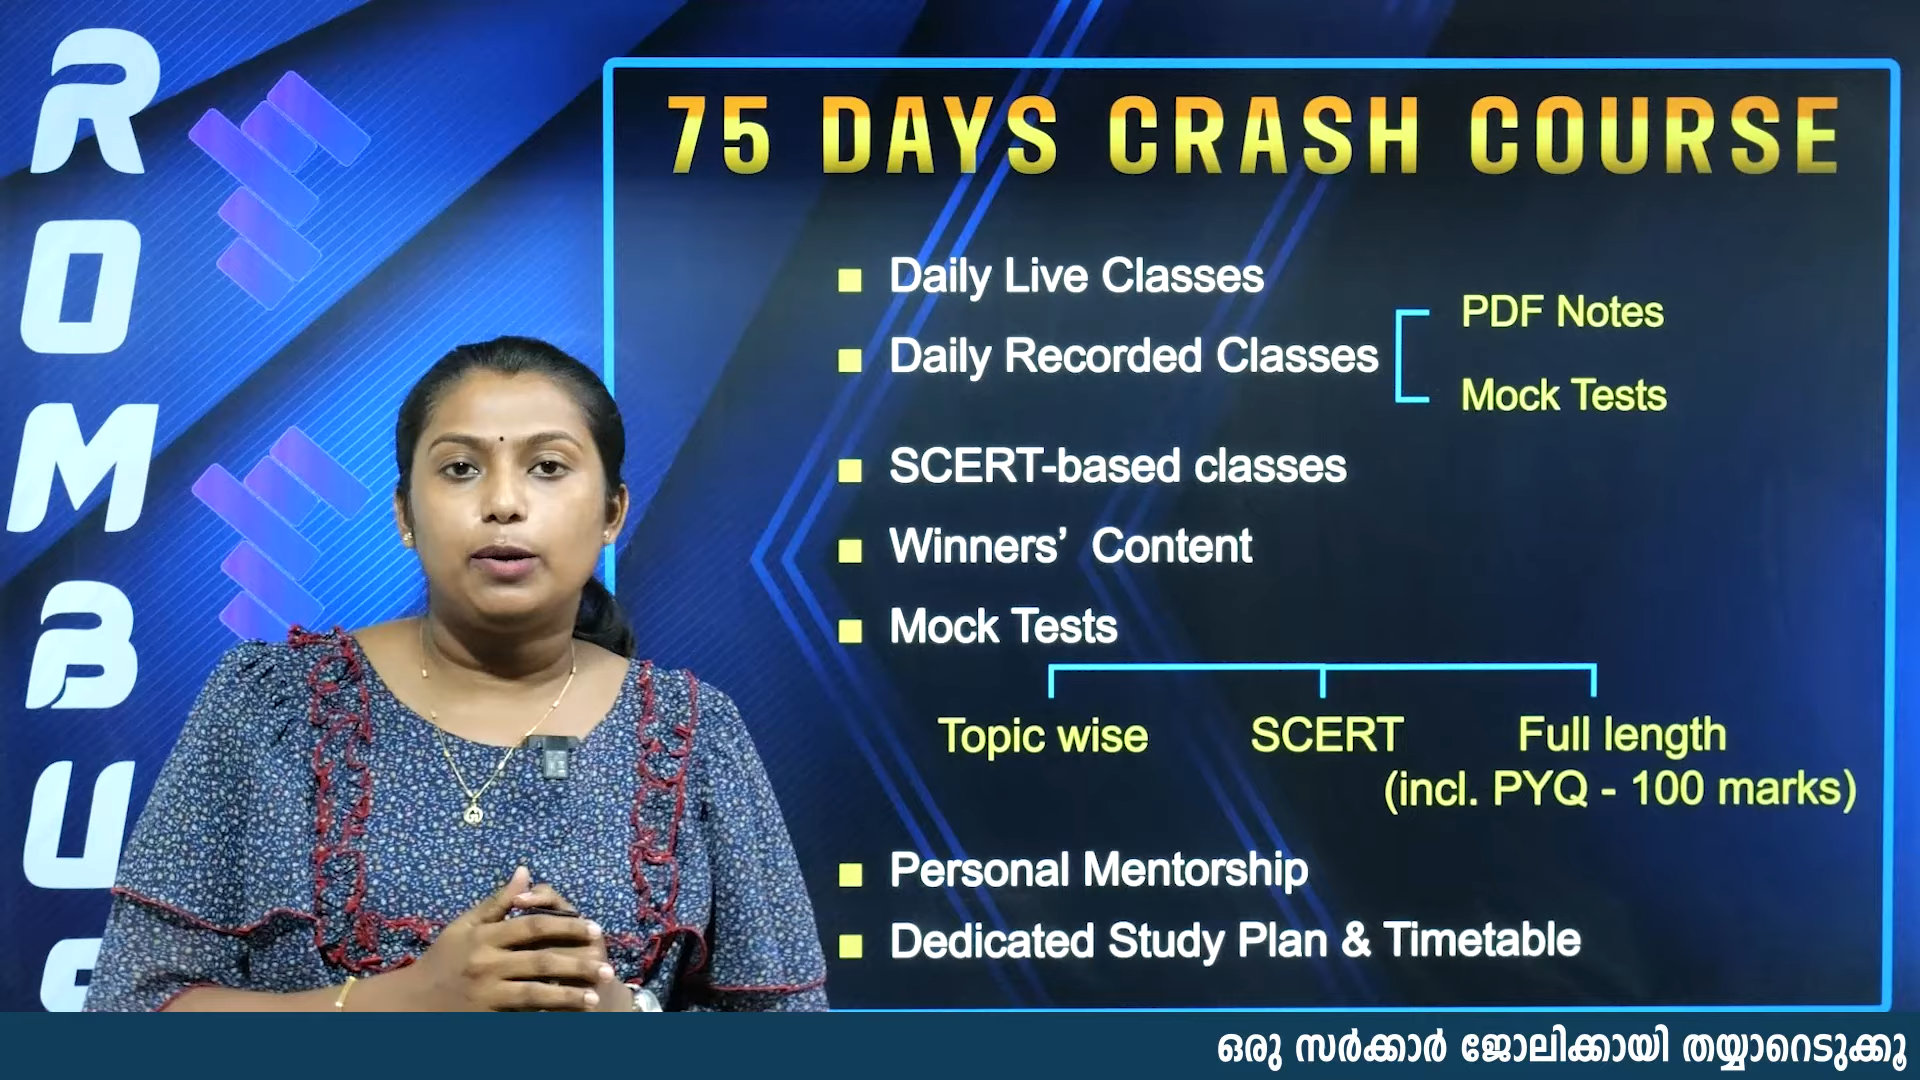 ROMBUS
75 DAYS CRASH COURSE
Daily Live Classes
Daily Recorded Classes
PDF Notes
Mock Tests
SCERT-based classes
Winners’ Content
Mock Tests
Topic wise SCERT Full length
(incl. PYQ - 100 marks)
Personal Mentorship
Dedicated Study Plan & Timetable
ഒരു സർക്കാർ ജോലിക്കായി തയ്യാറെടുക്കൂ